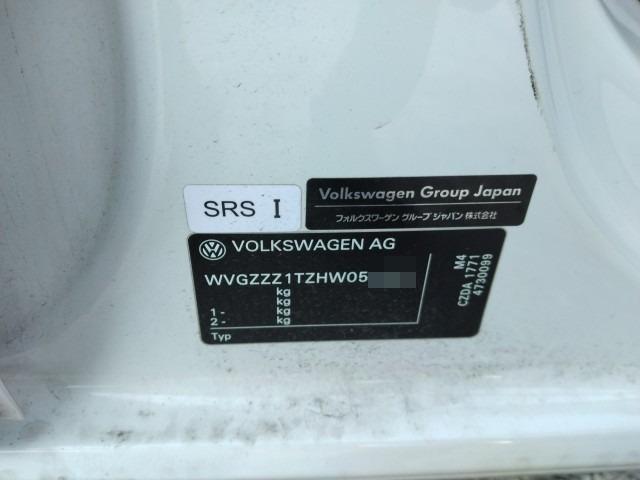 SRS I
Volkswagen Group Japan
フォルクスワーゲン グループ ジャパン 株式会社
VOLKSWAGEN AG
WVGZZZ1TZHW05
kg
kg
1 - kg
2 - kg
Typ
M4
CZDA 1771
4730099